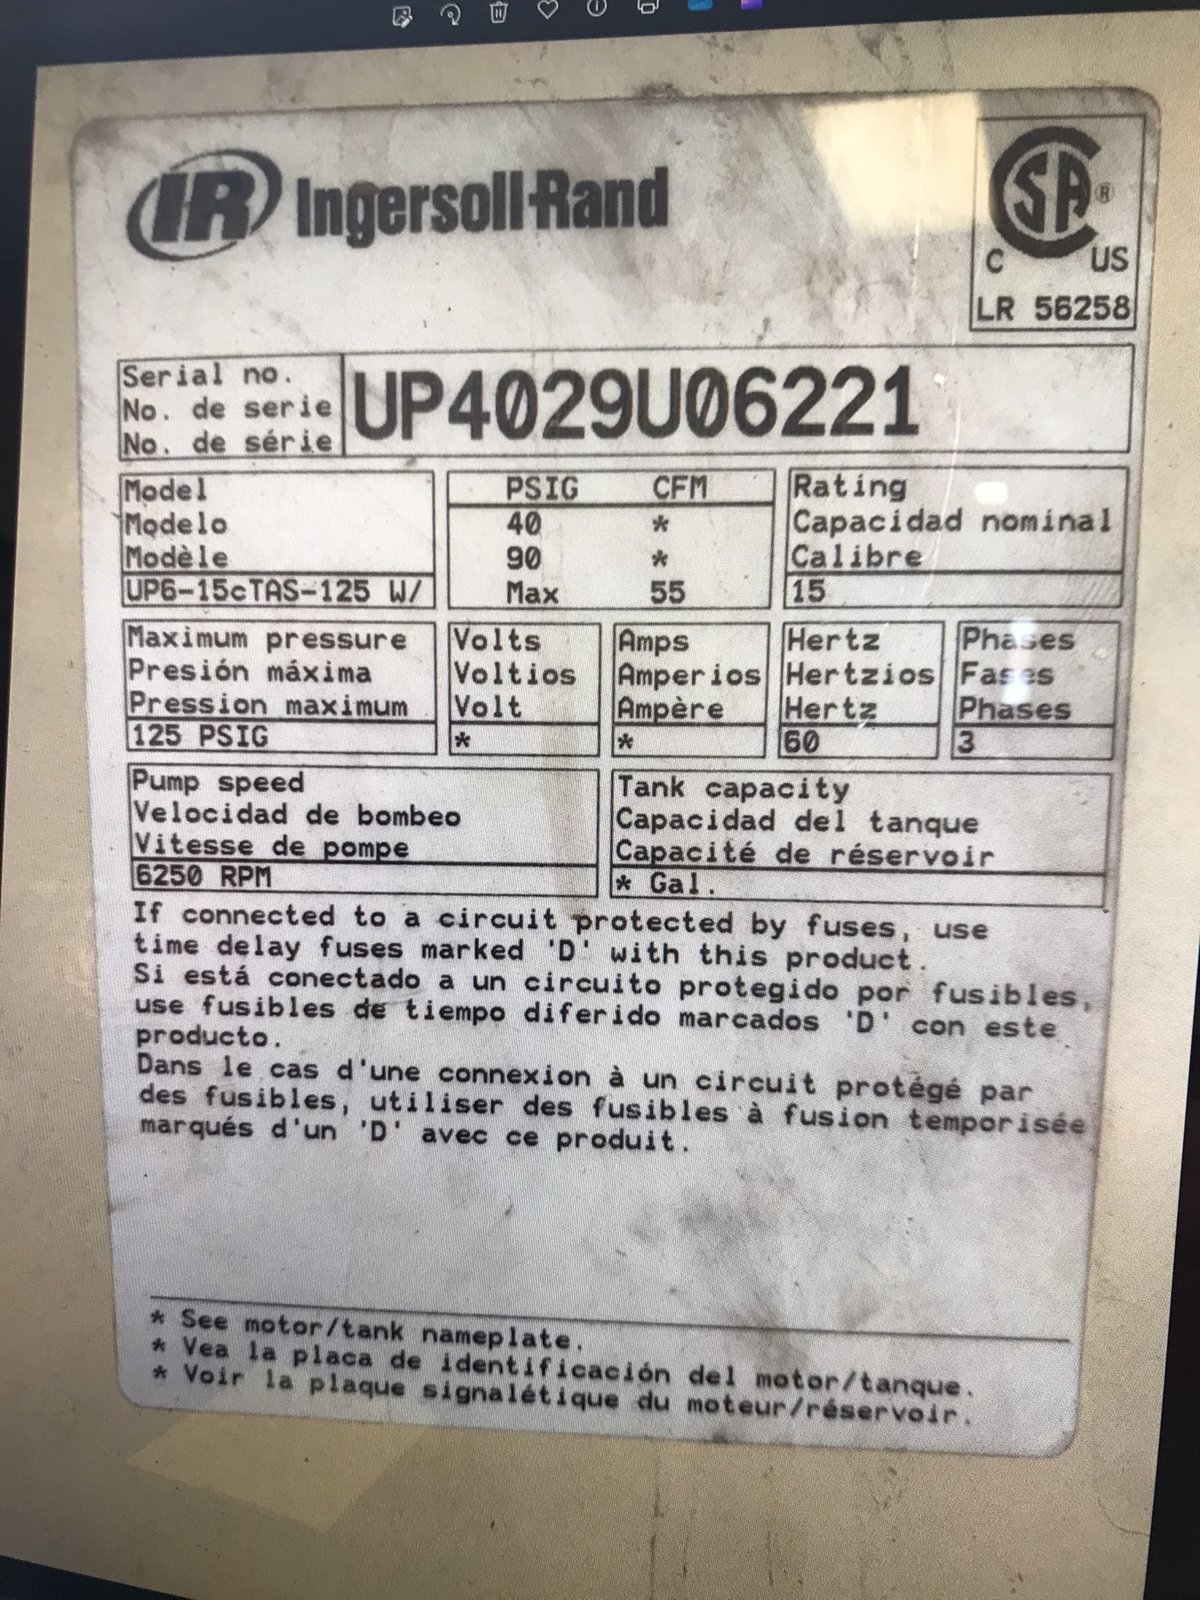 IR Ingersoll-Rand
CSA®
C US
LR 56258
Serial no.
No. de serie
No. de série
UP4029U06221
Model
Modelo
Modèle
UP6-15cTAS-125 W/
PSIG CFM
40 *
90 *
Max 55
Rating
Capacidad nominal
Calibre
15
Maximum pressure
Presión máxima
Pression maximum
125 PSIG
Volts
Voltios
Volt
*
Amps
Amperios
Ampère
*
Hertz
Hertzios
Hertz
60
Phases
Fases
Phases
3
Pump speed
Velocidad de bombeo
Vitesse de pompe
6250 RPM
Tank capacity
Capacidad del tanque
Capacité de réservoir
* Gal.
If connected to a circuit protected by fuses, use
time delay fuses marked 'D' with this product.
Si está conectado a un circuito protegido por fusibles,
use fusibles de tiempo diferido marcados 'D' con este
producto.
Dans le cas d'une connexion à un circuit protégé par
des fusibles, utiliser des fusibles à fusion temporisée
marqués d'un 'D' avec ce produit.
* See motor/tank nameplate.
* Vea la placa de identificación del motor/tanque.
* Voir la plaque signalétique du moteur/réservoir.